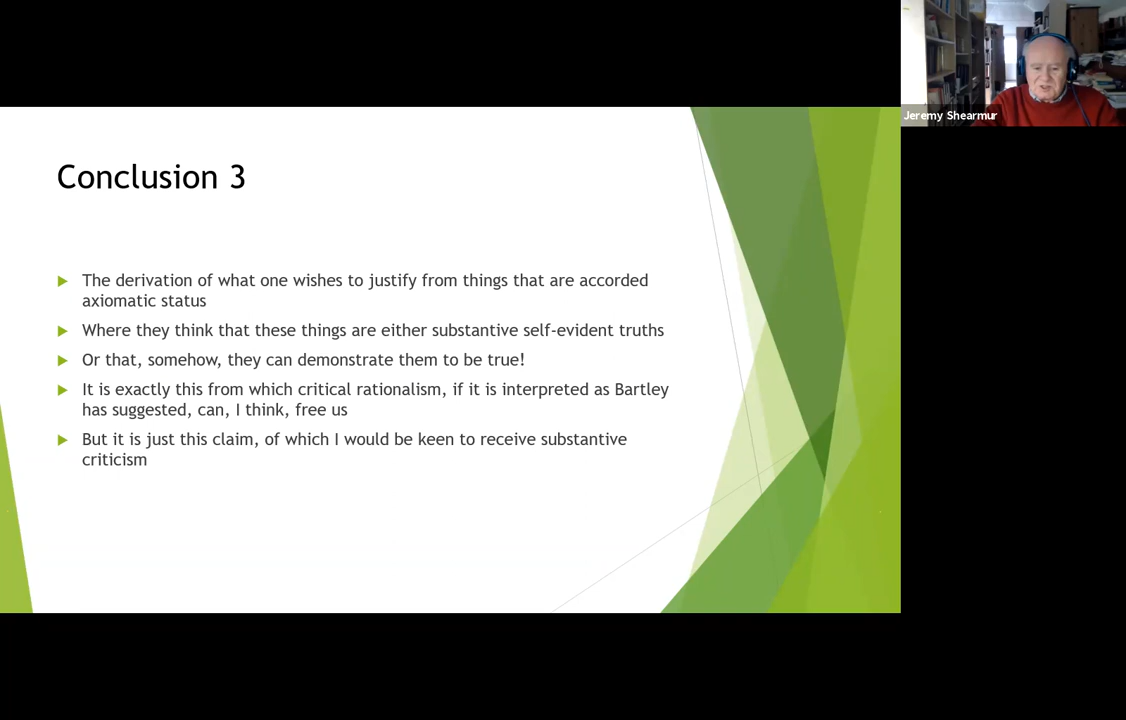 Jeremy Shearmur
Conclusion 3
The derivation of what one wishes to justify from things that are accorded
axiomatic status
Where they think that these things are either substantive self-evident truths
Or that, somehow, they can demonstrate them to be true!
It is exactly this from which critical rationalism, if it is interpreted as Bartley
has suggested, can, I think, free us
But it is just this claim, of which I would be keen to receive substantive
criticism